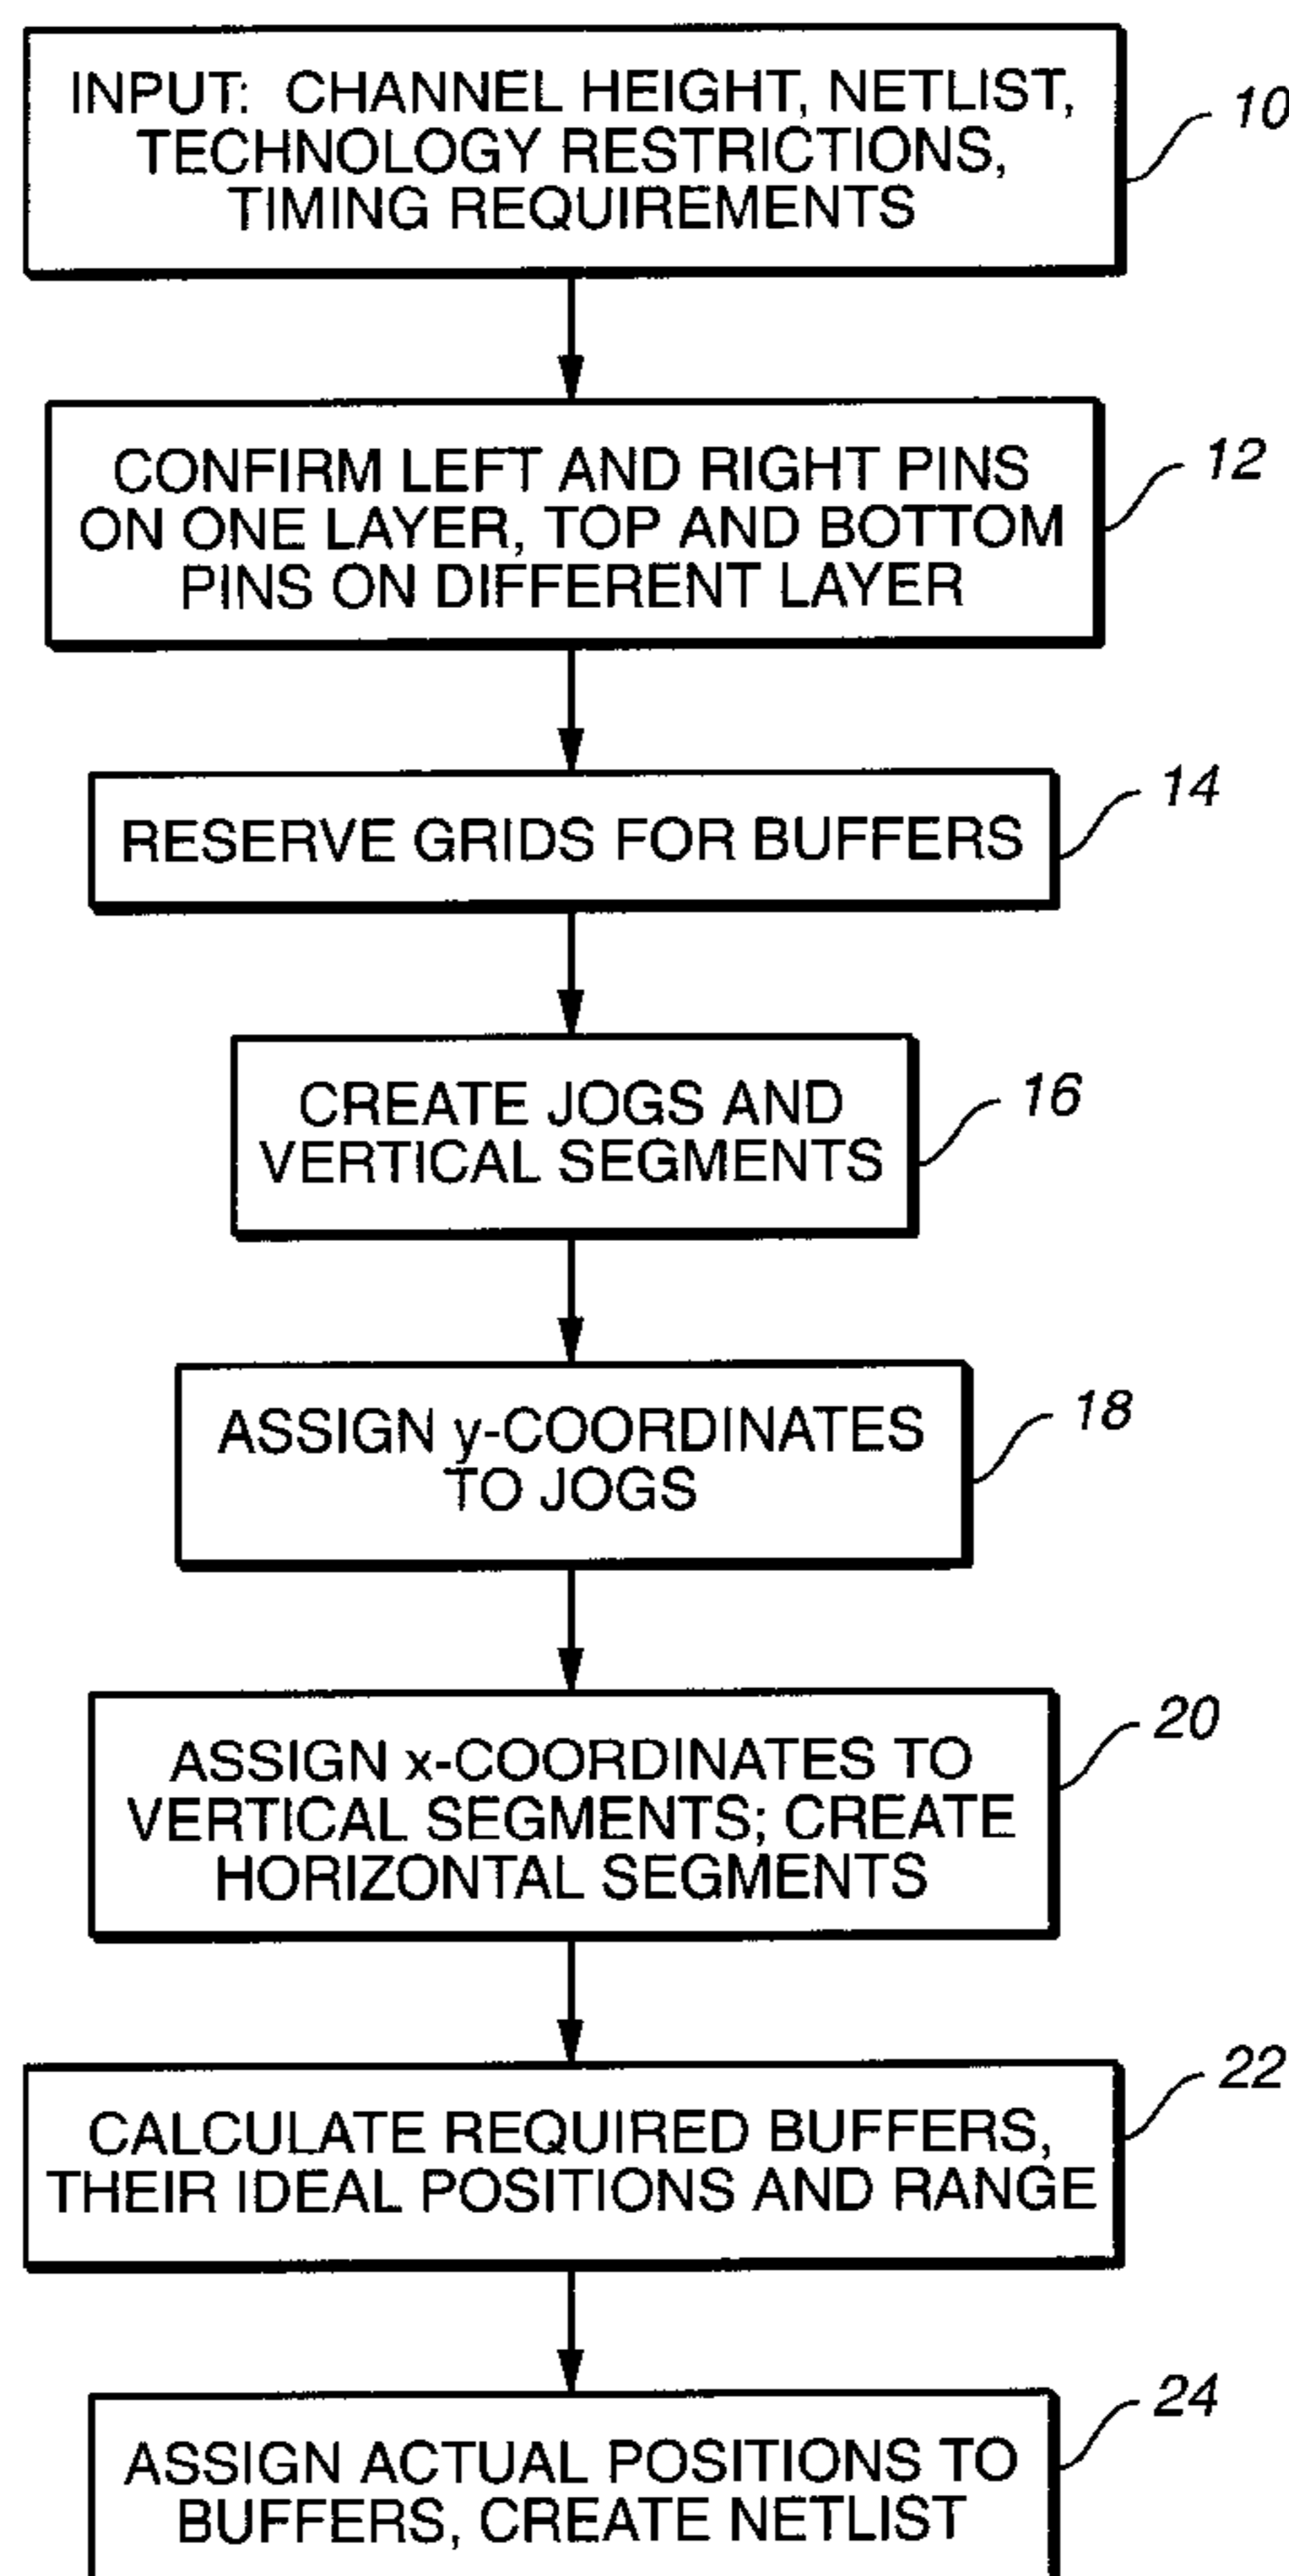 INPUT: CHANNEL HEIGHT, NETLIST,
TECHNOLOGY RESTRICTIONS,
TIMING REQUIREMENTS
10
CONFIRM LEFT AND RIGHT PINS
ON ONE LAYER, TOP AND BOTTOM
PINS ON DIFFERENT LAYER
12
RESERVE GRIDS FOR BUFFERS
14
CREATE JOGS AND
VERTICAL SEGMENTS
16
ASSIGN y-COORDINATES
TO JOGS
18
ASSIGN x-COORDINATES TO
VERTICAL SEGMENTS; CREATE
HORIZONTAL SEGMENTS
20
CALCULATE REQUIRED BUFFERS,
THEIR IDEAL POSITIONS AND RANGE
22
ASSIGN ACTUAL POSITIONS TO
BUFFERS, CREATE NETLIST
24